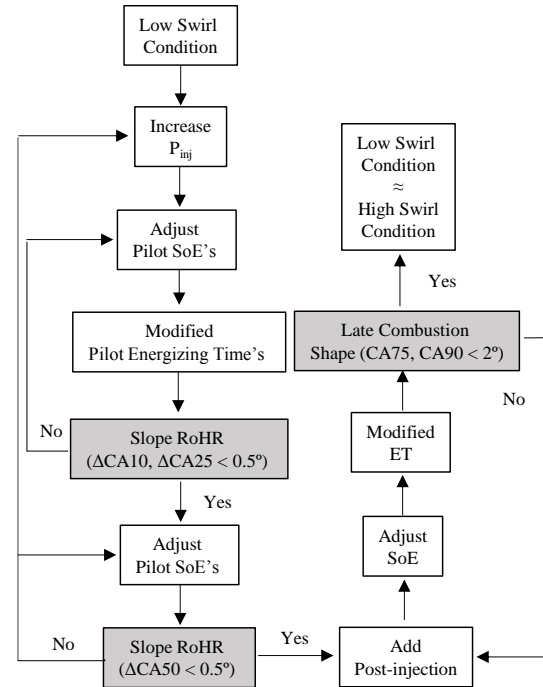 Low Swirl
Condition
Increase
P_inj
Adjust
Pilot SoE's
Modified
Pilot Energizing Time's
No
Slope RoHR
(ΔCA10, ΔCA25 < 0.5º)
Yes
Adjust
Pilot SoE's
No
Slope RoHR
(ΔCA50 < 0.5º)
Yes
Add
Post-injection
Adjust
SoE
Modified
ET
Late Combustion
Shape (CA75, CA90 < 2º)
No
Yes
Low Swirl
Condition
≈
High Swirl
Condition